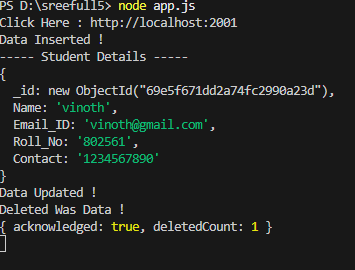 PS D:\sreefull5> node app.js
Click Here : http://localhost:2001
Data Inserted !
----- Student Details -----
{
  _id: new ObjectId("69e5f671dd2a74fc2990a23d"),
  Name: 'vinoth',
  Email_ID: 'vinoth@gmail.com',
  Roll_No: '802561',
  Contact: '1234567890'
}
Data Updated !
Deleted Was Data !
{ acknowledged: true, deletedCount: 1 }